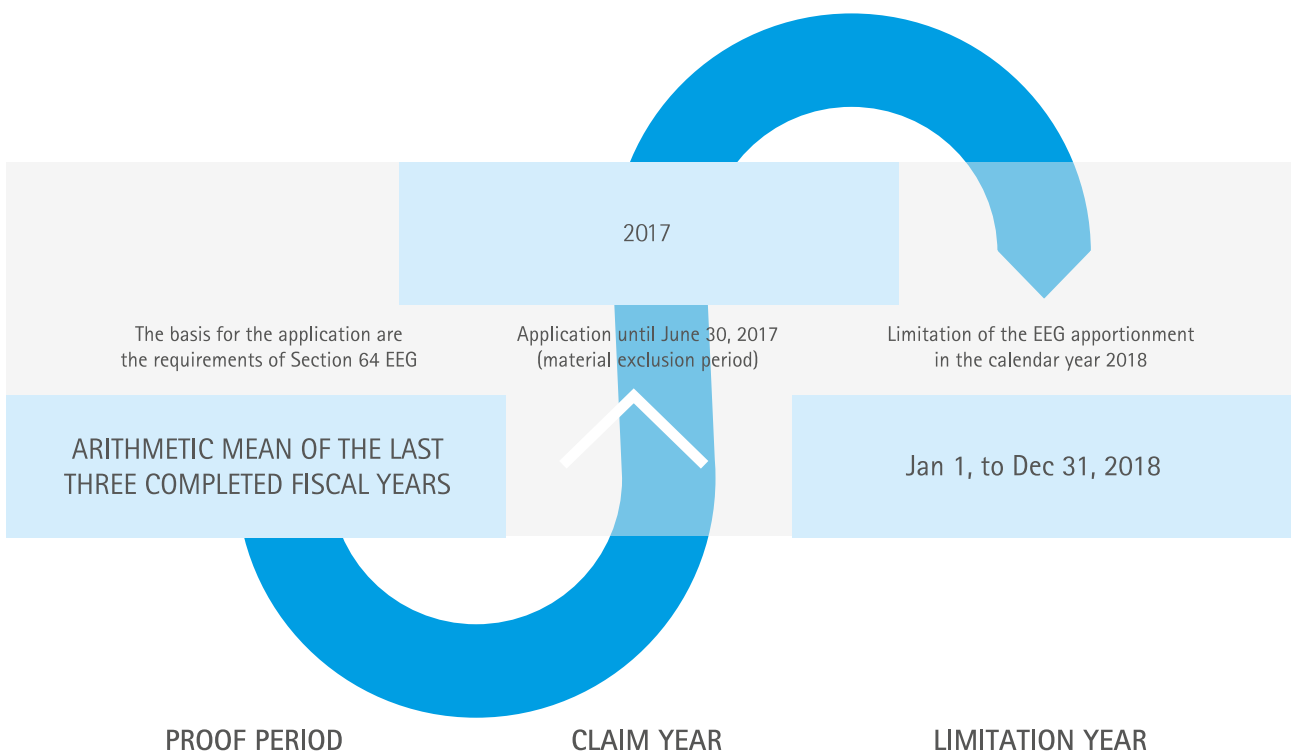 2017
The basis for the application are
the requirements of Section 64 EEG
Application until June 30, 2017
(material exclusion period)
Limitation of the EEG apportionment
in the calendar year 2018
ARITHMETIC MEAN OF THE LAST
THREE COMPLETED FISCAL YEARS
Jan 1, to Dec 31, 2018
PROOF PERIOD
CLAIM YEAR
LIMITATION YEAR